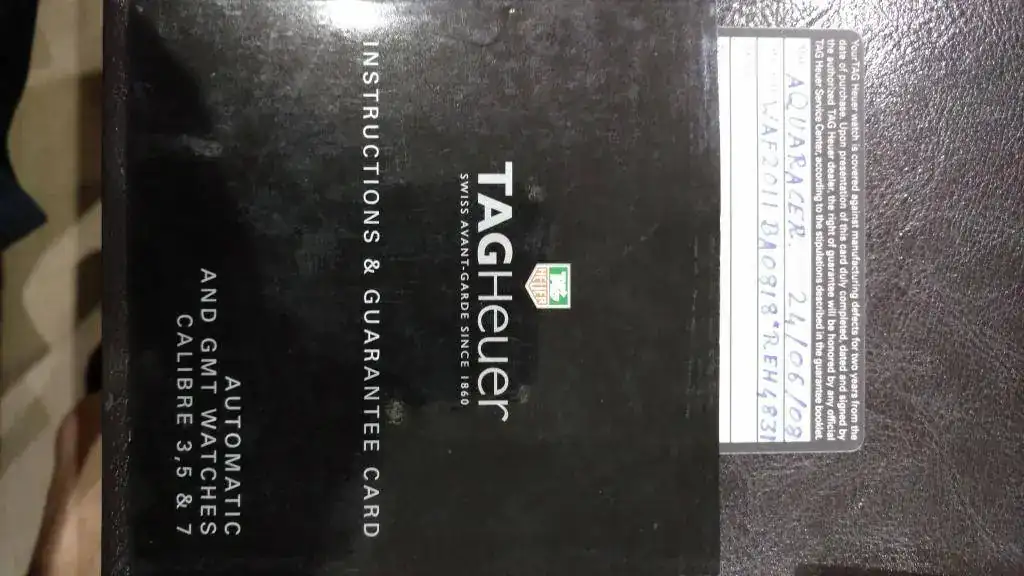 Your TAG Heuer watch is covered against manufacturing defects for two years from the
date of purchase. Upon presentation of this card duly completed, dated and signed by
the authorized TAG Heuer dealer, the right of guarantee will be honored by any official
TAG Heuer Service Center, according to the stipulations described in the guarantee booklet.
AQUARACER. 24/06/08
WAF2011 BA0818*REH4831
TAG
HEUER
TAGHeuer
SWISS AVANT-GARDE SINCE 1860
INSTRUCTIONS & GUARANTEE CARD
AUTOMATIC
AND GMT WATCHES
CALIBRE 3,5 & 7